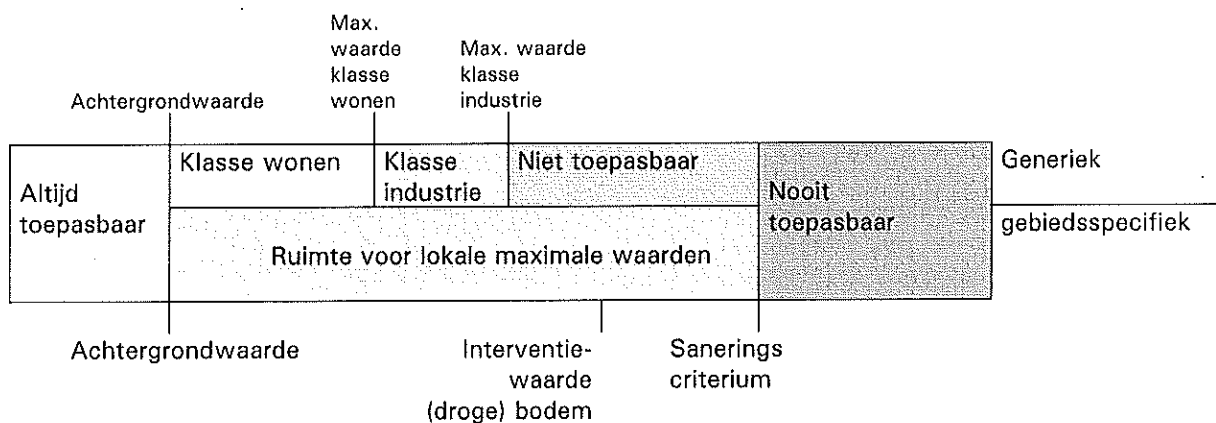 Max.
waarde
klasse
wonen
Max. waarde
klasse
industrie
Achtergrondwaarde
Altijd
toepasbaar
Klasse wonen
Klasse
industrie
Niet toepasbaar
Nooit
toepasbaar
Generiek
gebiedsspecifiek
Ruimte voor lokale maximale waarden
Achtergrondwaarde
Interventie-
waarde
(droge) bodem
Sanerings
criterium